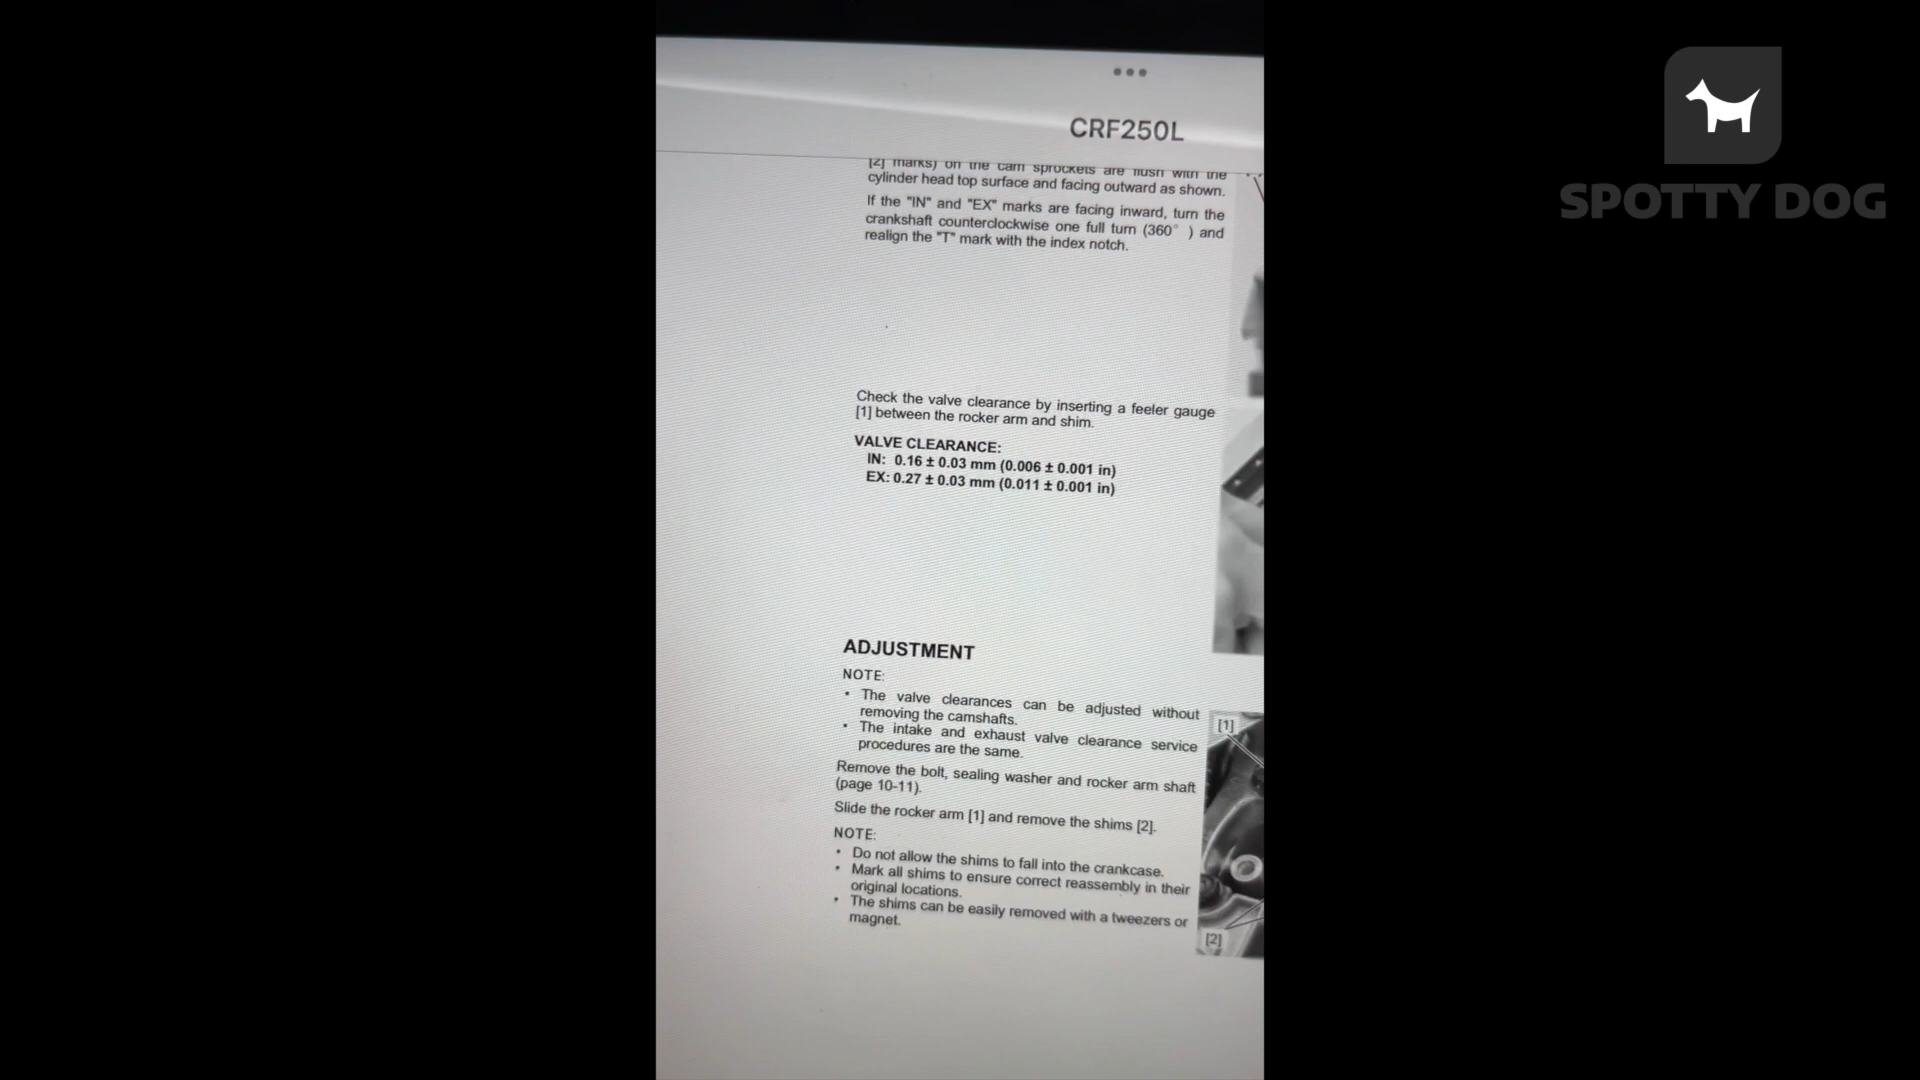 CRF250L
SPOTTY DOG
[2] marks) on the cam sprockets are flush with the
cylinder head top surface and facing outward as shown.
If the "IN" and "EX" marks are facing inward, turn the
crankshaft counterclockwise one full turn (360° ) and
realign the "T" mark with the index notch.
Check the valve clearance by inserting a feeler gauge
[1] between the rocker arm and shim.
VALVE CLEARANCE:
IN: 0.16 ± 0.03 mm (0.006 ± 0.001 in)
EX: 0.27 ± 0.03 mm (0.011 ± 0.001 in)
ADJUSTMENT
NOTE:
• The valve clearances can be adjusted without
removing the camshafts.
• The intake and exhaust valve clearance service
procedures are the same.
Remove the bolt, sealing washer and rocker arm shaft
(page 10-11).
Slide the rocker arm [1] and remove the shims [2].
NOTE:
• Do not allow the shims to fall into the crankcase.
• Mark all shims to ensure correct reassembly in their
original locations.
• The shims can be easily removed with a tweezers or
magnet.
[1]
[2]